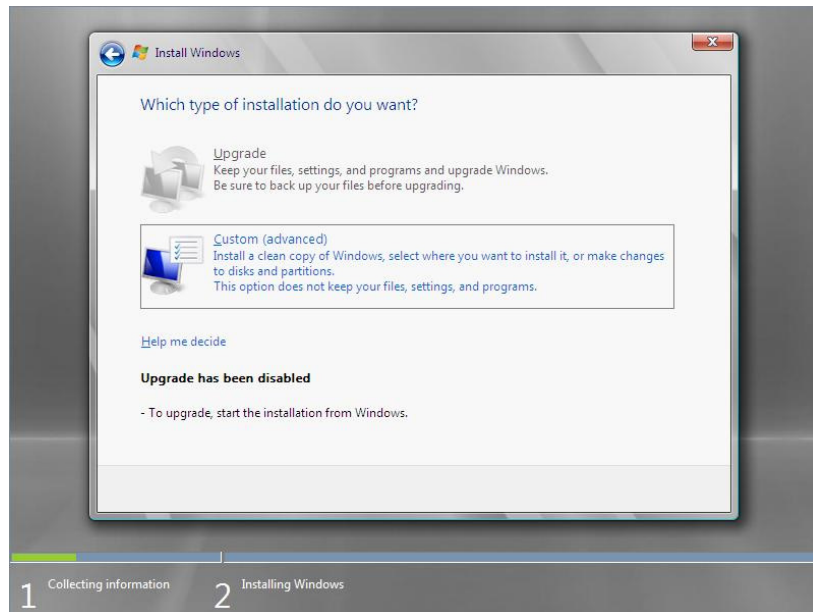 Install Windows
Which type of installation do you want?
Upgrade
Keep your files, settings, and programs and upgrade Windows.
Be sure to back up your files before upgrading.
Custom (advanced)
Install a clean copy of Windows, select where you want to install it, or make changes
to disks and partitions.
This option does not keep your files, settings, and programs.
Help me decide
Upgrade has been disabled
- To upgrade, start the installation from Windows.
1 Collecting information 2 Installing Windows